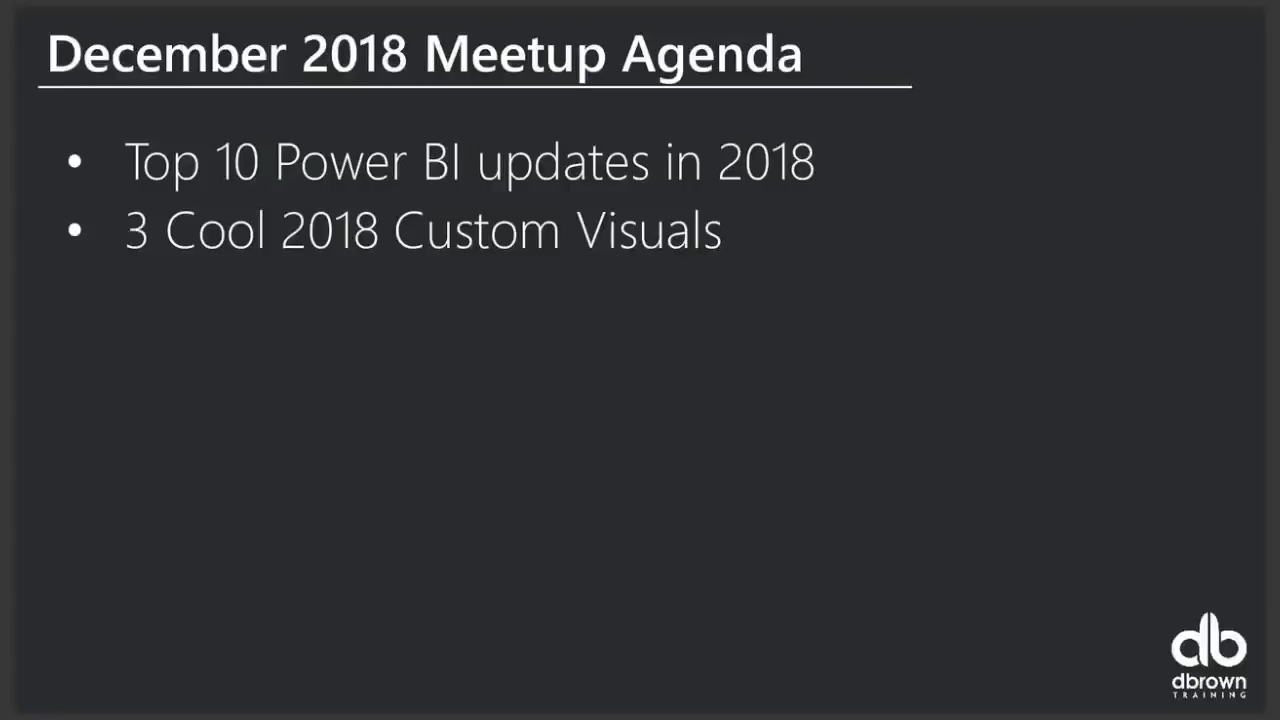 December 2018 Meetup Agenda
• Top 10 Power BI updates in 2018
• 3 Cool 2018 Custom Visuals
db
dbrown
TRAINING